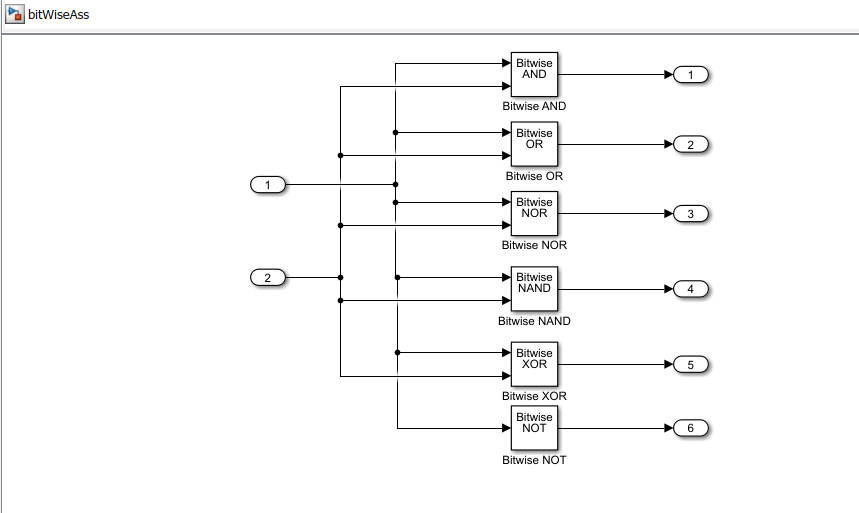 bitWiseAss
Bitwise
AND
1
Bitwise AND
Bitwise
OR
2
Bitwise OR
1
Bitwise
NOR
3
Bitwise NOR
2
Bitwise
NAND
4
Bitwise NAND
Bitwise
XOR
5
Bitwise XOR
Bitwise
NOT
6
Bitwise NOT